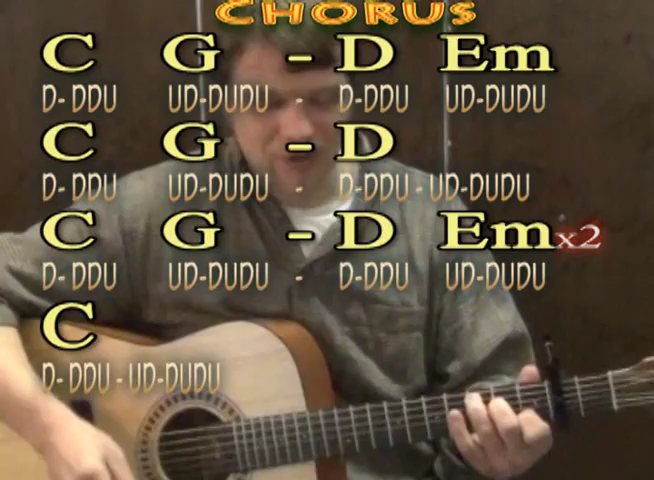 CHORUS
C G - D Em
D- DDU UD-DUDU - D-DDU UD-DUDU
C G - D
D- DDU UD-DUDU - D-DDU - UD-DUDU
C G - D Em x2
D- DDU UD-DUDU - D-DDU UD-DUDU
C
D- DDU - UD-DUDU